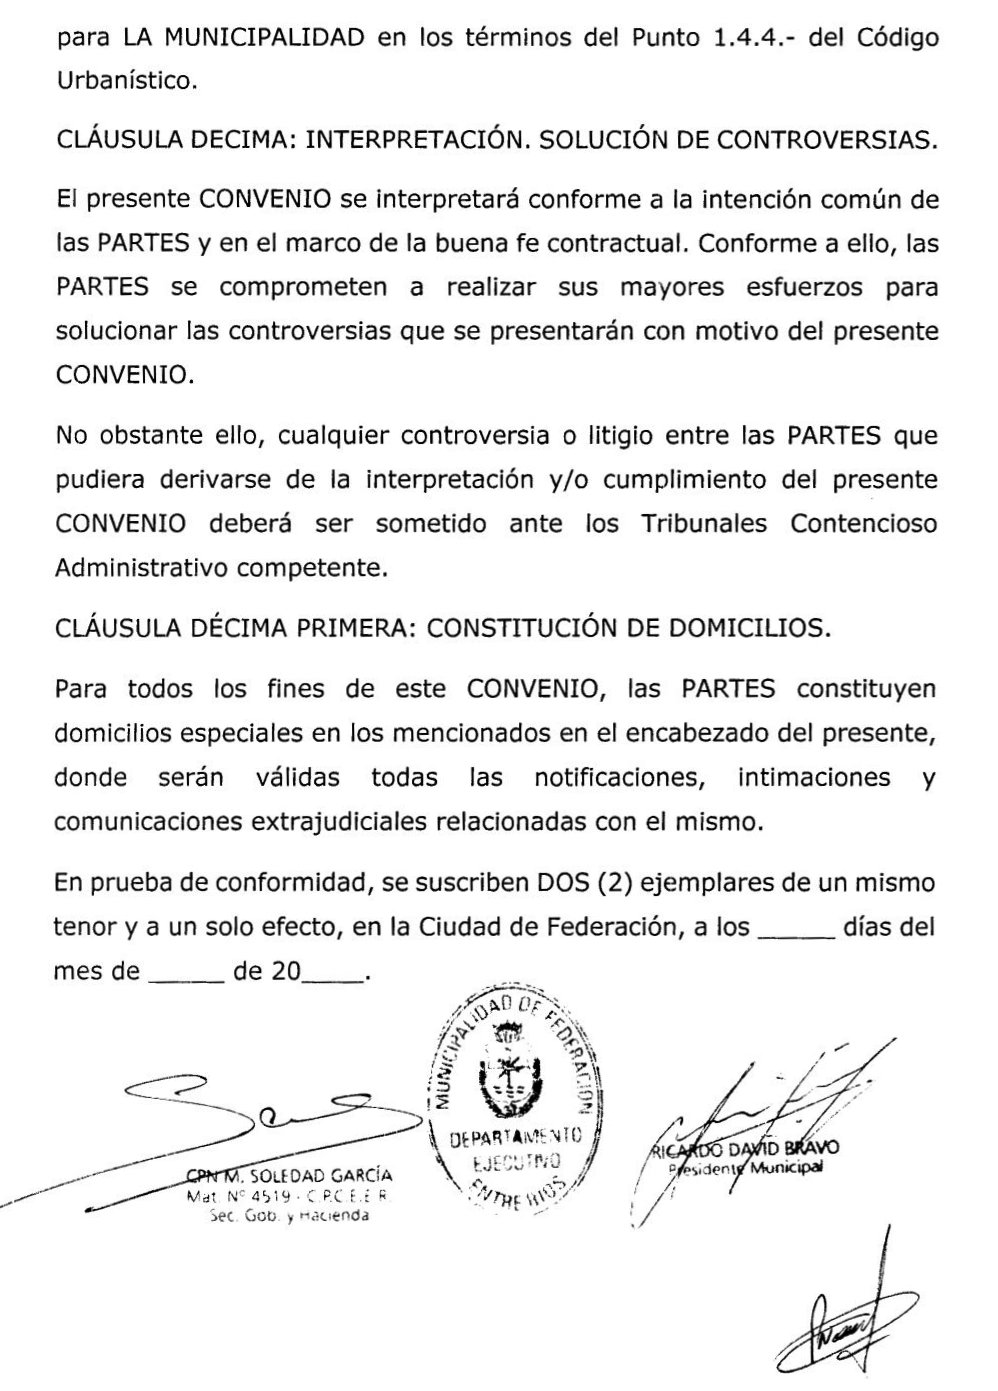 para LA MUNICIPALIDAD en los términos del Punto 1.4.4.- del Código
Urbanístico.
CLÁUSULA DECIMA: INTERPRETACIÓN. SOLUCIÓN DE CONTROVERSIAS.
El presente CONVENIO se interpretará conforme a la intención común de
las PARTES y en el marco de la buena fe contractual. Conforme a ello, las
PARTES se comprometen a realizar sus mayores esfuerzos para
solucionar las controversias que se presentarán con motivo del presente
CONVENIO.
No obstante ello, cualquier controversia o litigio entre las PARTES que
pudiera derivarse de la interpretación y/o cumplimiento del presente
CONVENIO deberá ser sometido ante los Tribunales Contencioso
Administrativo competente.
CLÁUSULA DÉCIMA PRIMERA: CONSTITUCIÓN DE DOMICILIOS.
Para todos los fines de este CONVENIO, las PARTES constituyen
domicilios especiales en los mencionados en el encabezado del presente,
donde serán válidas todas las notificaciones, intimaciones y
comunicaciones extrajudiciales relacionadas con el mismo.
En prueba de conformidad, se suscriben DOS (2) ejemplares de un mismo
tenor y a un solo efecto, en la Ciudad de Federación, a los ______ días del
mes de ______ de 20_____.
MUNICIPALIDAD DE FEDERACION
DEPARTAMENTO
EJECUTIVO
ENTRE RIOS
CPN M. SOLEDAD GARCÍA
Mat. Nº 4519 - C.P.C.E.E.R.
Sec. Gob. y Hacienda
RICARDO DAVID BRAVO
Presidente Municipal